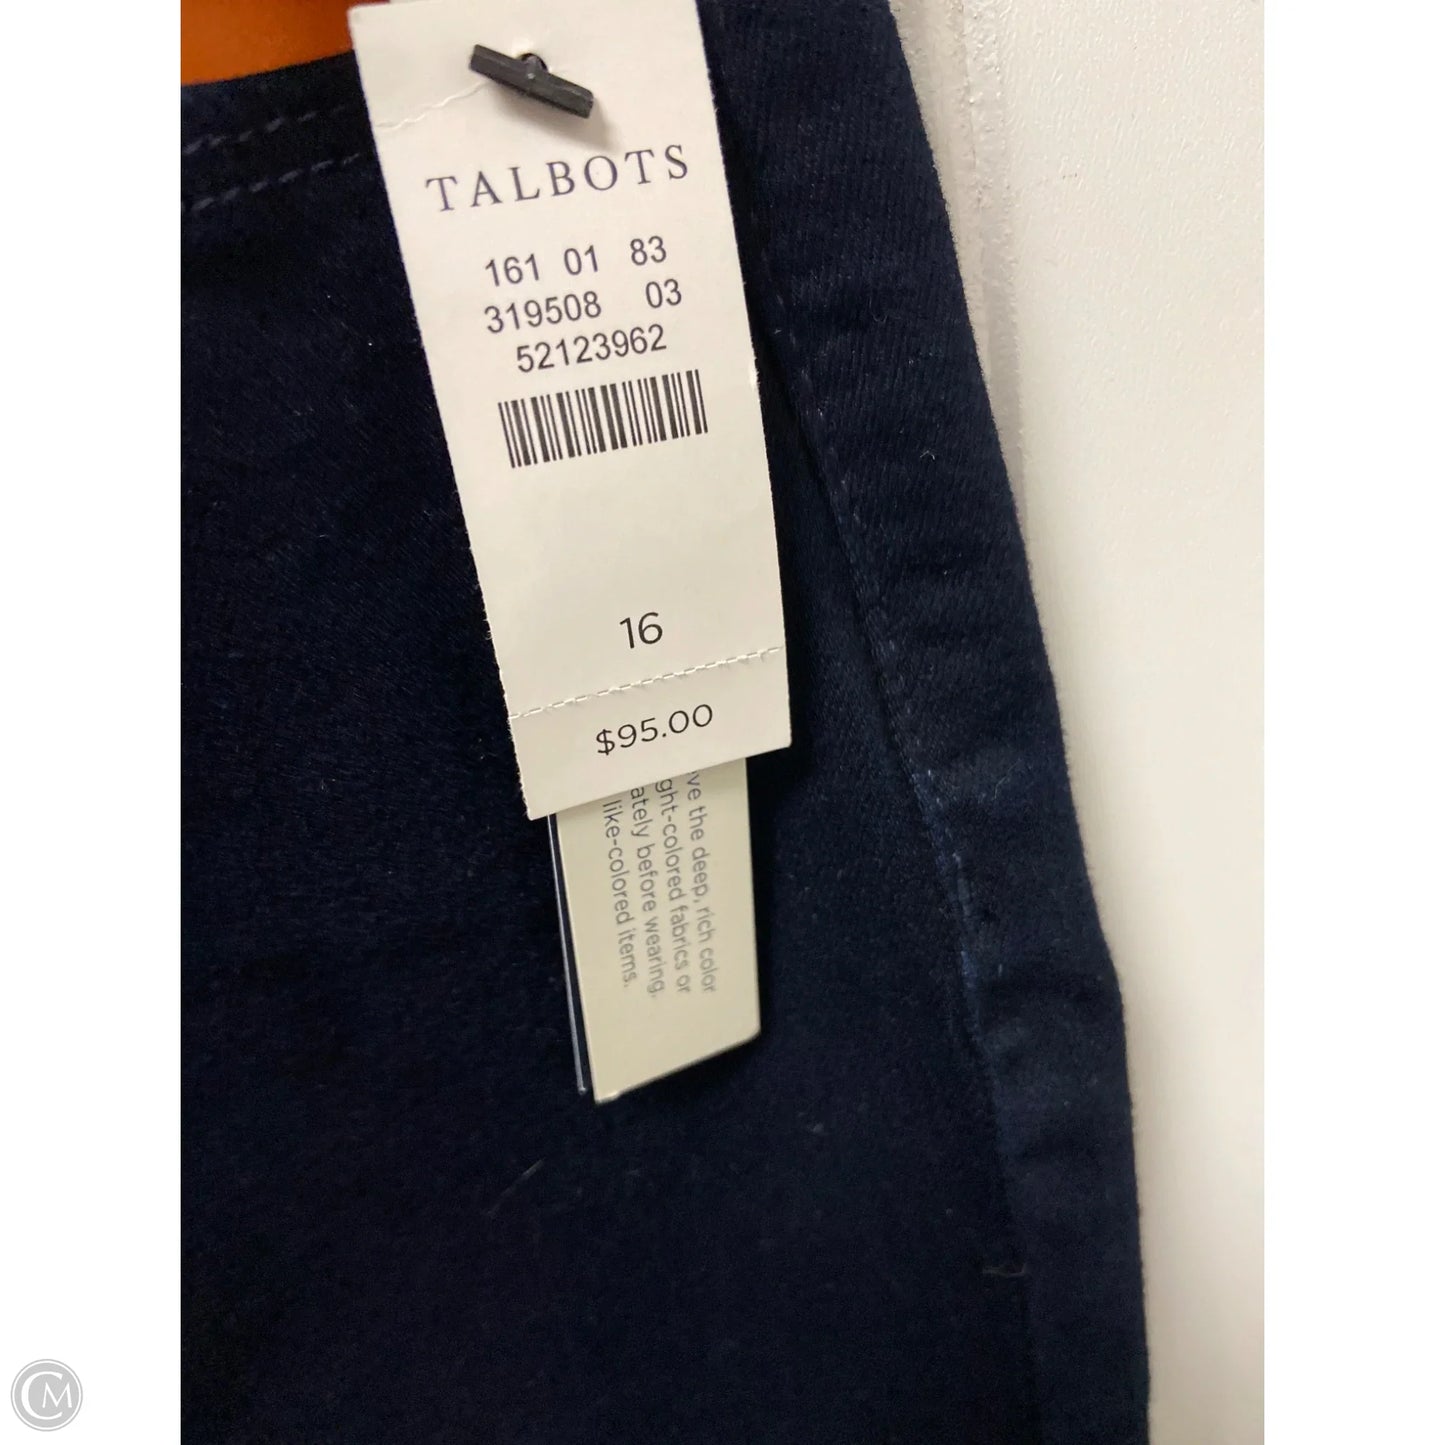 TALBOTS
161 01 83
319508 03
52123962
16
$95.00
the deep, rich color
ght-colored fabrics or
ately before wearing.
like-colored items.
CM